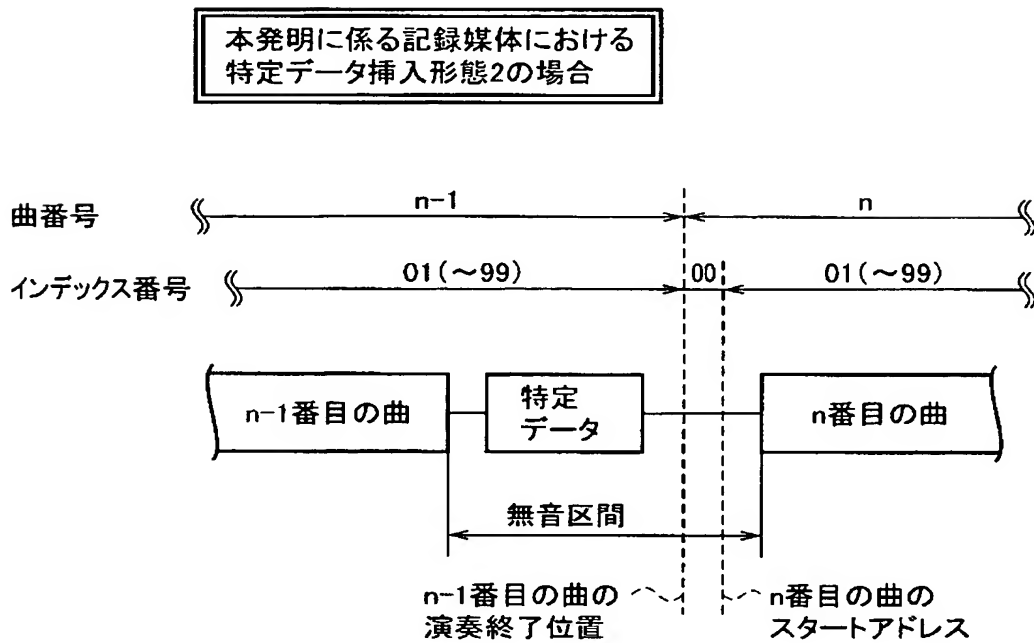 本発明に係る記録媒体における
特定データ挿入形態2の場合
曲番号
n-1
n
インデックス番号
01(～99)
00
01(～99)
n-1番目の曲
特定
データ
n番目の曲
無音区間
n-1番目の曲の
演奏終了位置
n番目の曲の
スタートアドレス